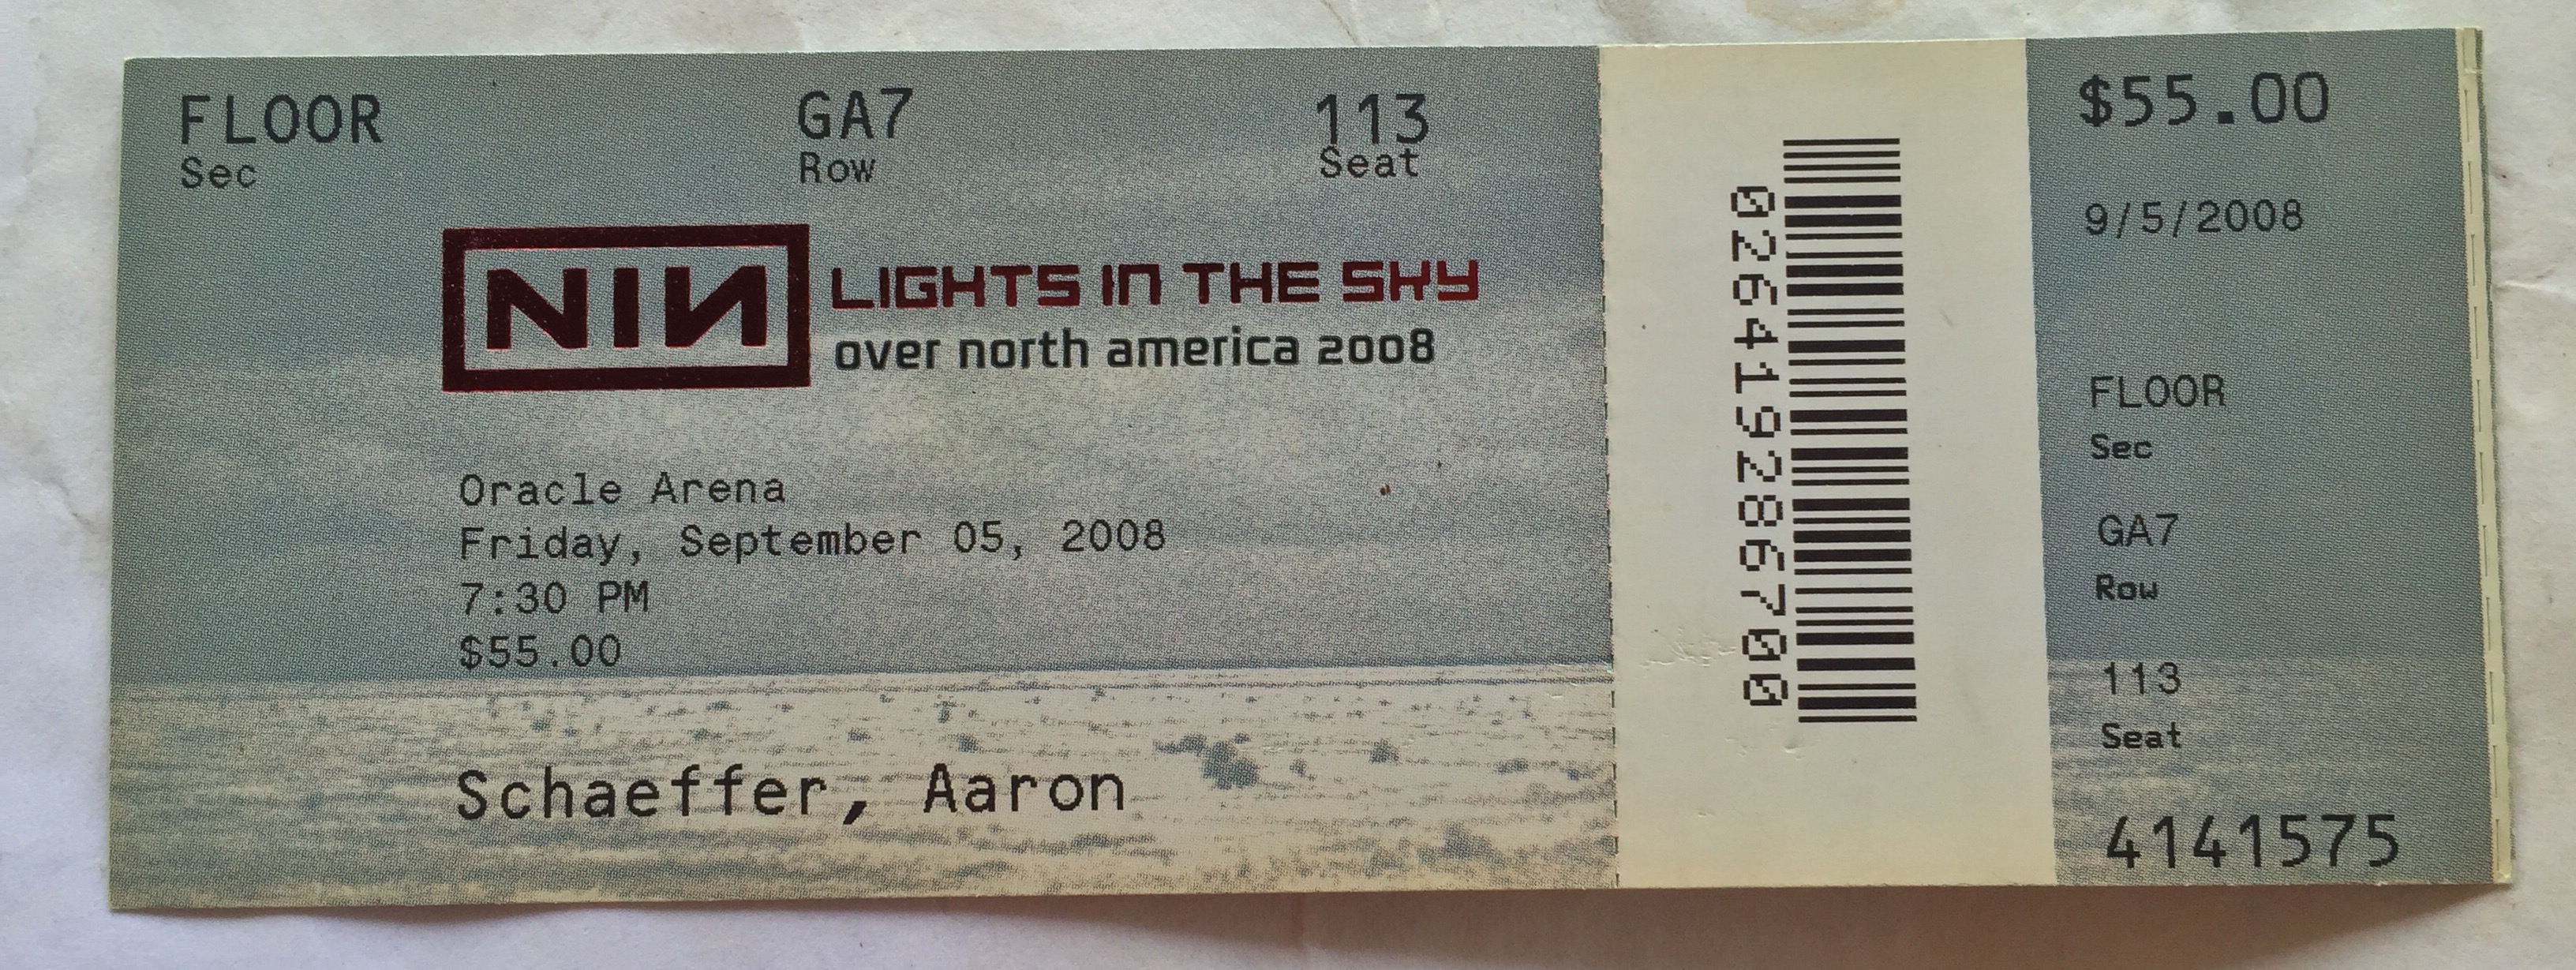 FLOOR GA7 113
Sec Row Seat
NIИ LIGHTS IN THE SKY
over north america 2008
Oracle Arena
Friday, September 05, 2008
7:30 PM
$55.00
Schaeffer, Aaron
026419286700
$55.00
9/5/2008
FLOOR
Sec
GA7
Row
113
Seat
4141575